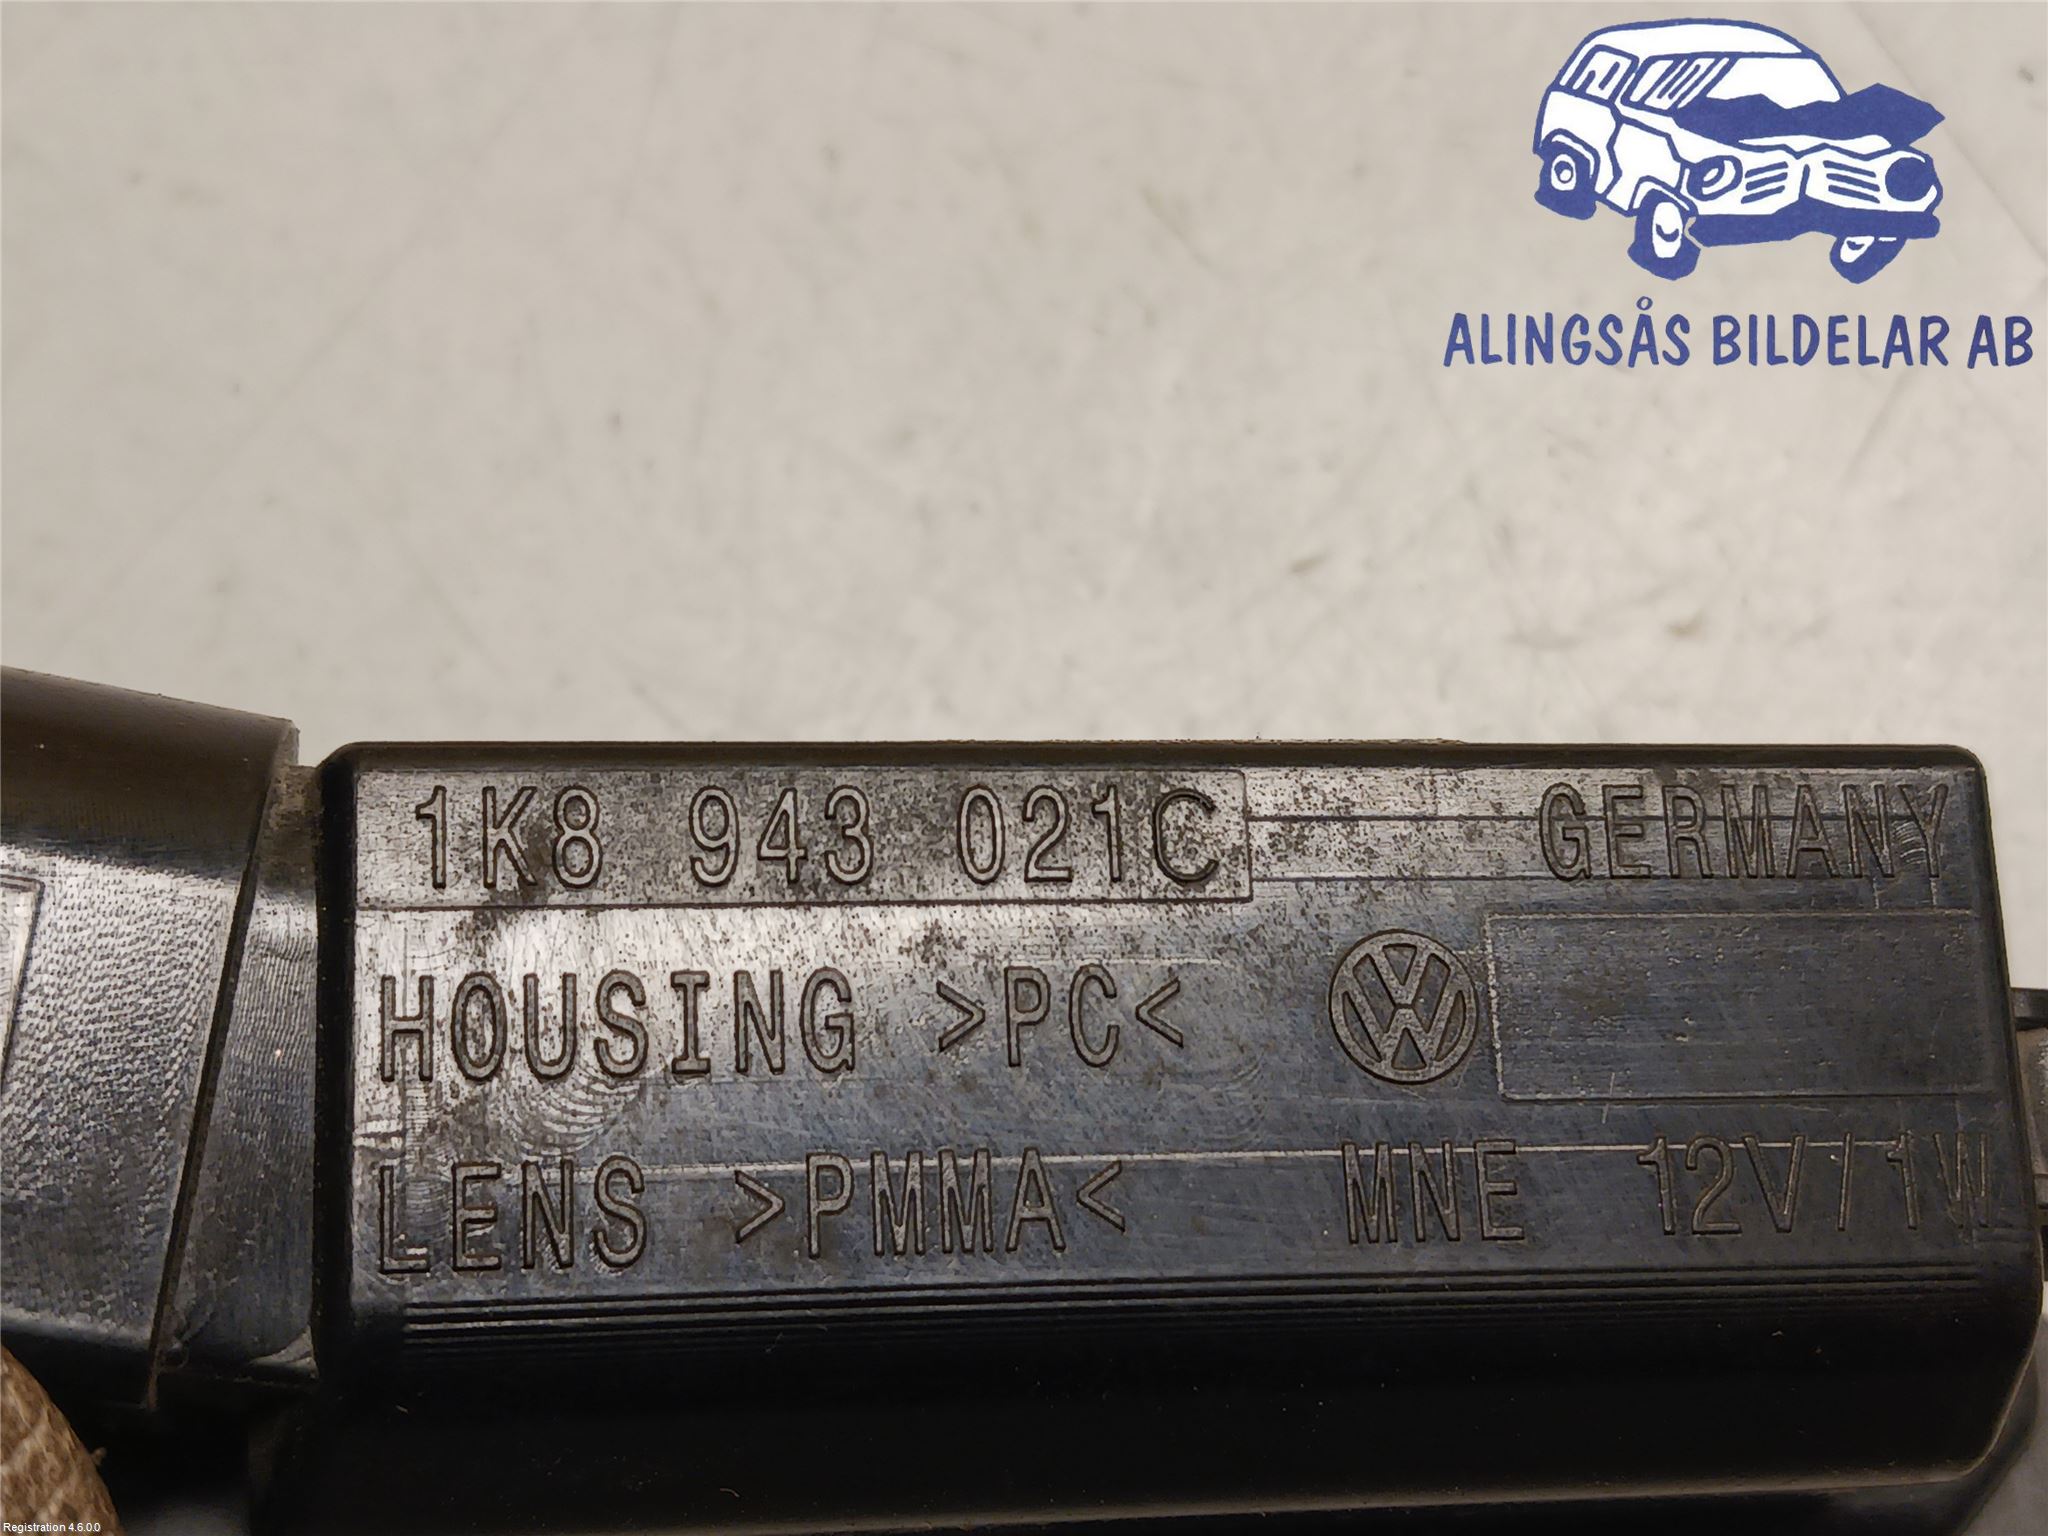 ALINGSÅS BILDELAR AB
1K8 943 021C GERMANY
HOUSING >PC< VW
LENS >PMMA< MNE 12V/1W
Registration 4.6.0.0